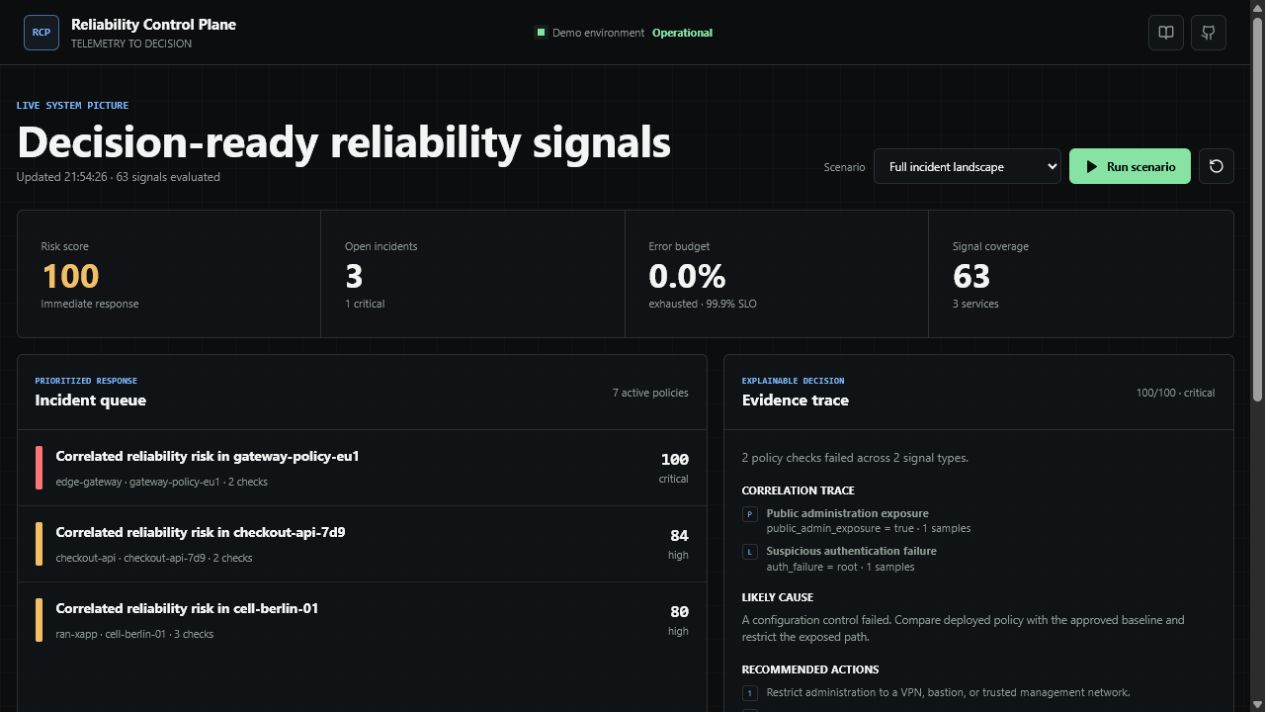 RCP
Reliability Control Plane
TELEMETRY TO DECISION
Demo environment Operational
LIVE SYSTEM PICTURE
Decision-ready reliability signals
Updated 21:54:26 · 63 signals evaluated
Scenario
Full incident landscape
Run scenario
Risk score
100
Immediate response
Open incidents
3
1 critical
Error budget
0.0%
exhausted · 99.9% SLO
Signal coverage
63
3 services
PRIORITIZED RESPONSE
Incident queue
7 active policies
Correlated reliability risk in gateway-policy-eu1
edge-gateway · gateway-policy-eu1 · 2 checks
100
critical
Correlated reliability risk in checkout-api-7d9
checkout-api · checkout-api-7d9 · 2 checks
84
high
Correlated reliability risk in cell-berlin-01
ran-xapp · cell-berlin-01 · 3 checks
80
high
EXPLAINABLE DECISION
Evidence trace
100/100 · critical
2 policy checks failed across 2 signal types.
CORRELATION TRACE
P
Public administration exposure
public_admin_exposure = true · 1 samples
L
Suspicious authentication failure
auth_failure = root · 1 samples
LIKELY CAUSE
A configuration control failed. Compare deployed policy with the approved baseline and
restrict the exposed path.
RECOMMENDED ACTIONS
1
Restrict administration to a VPN, bastion, or trusted management network.